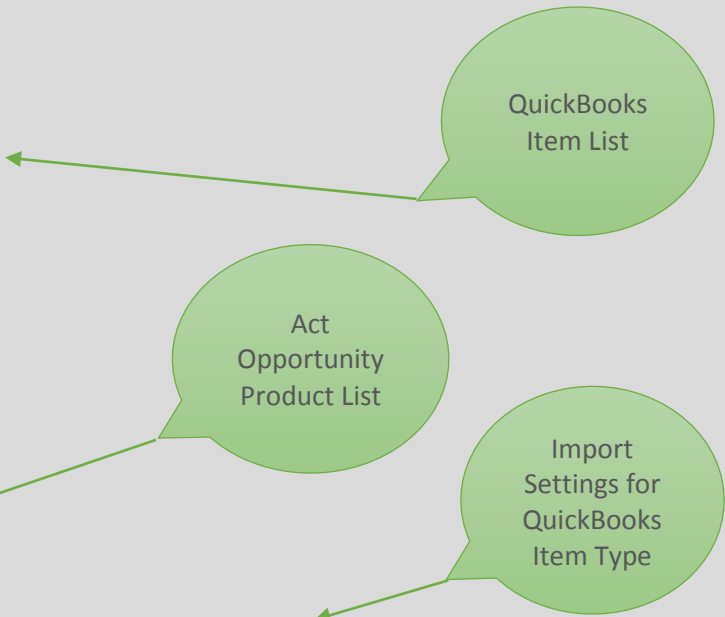 QuickBooks
Item List
Act
Opportunity
Product List
Import
Settings for
QuickBooks
Item Type